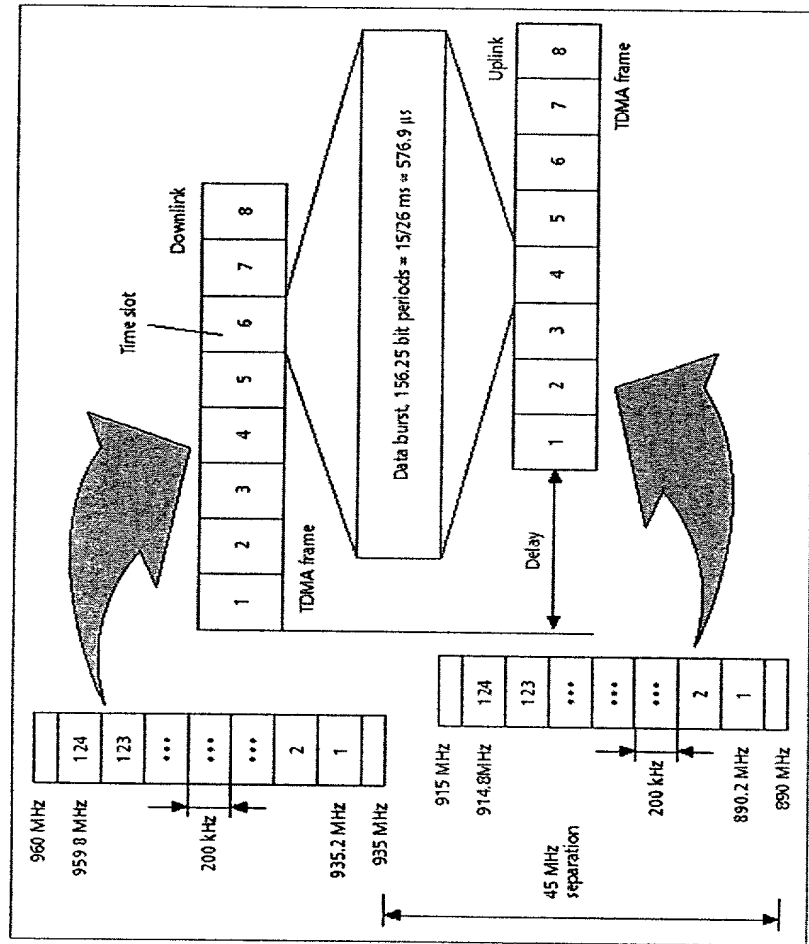 960 MHz
959 8 MHz
200 kHz
935.2 MHz
935 MHz
124
123
•••
•••
•••
2
1
Downlink
Time slot
1 2 3 4 5 6 7 8
TDMA frame
Data burst, 156.25 bit periods = 15/26 ms = 576.9 µs
45 MHz
separation
915 MHz
914.8MHz
200 kHz
890.2 MHz
890 MHz
124
123
•••
•••
•••
2
1
Delay
Uplink
1 2 3 4 5 6 7 8
TDMA frame